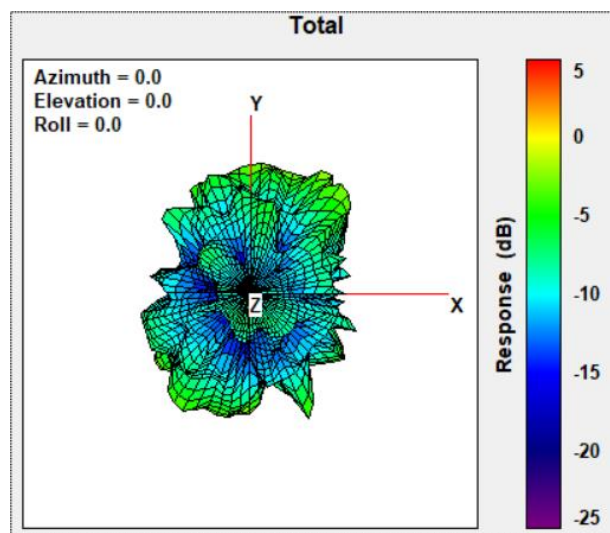 Total
Azimuth = 0.0
Elevation = 0.0
Roll = 0.0
Y
Z
X
Response (dB)
5
0
-5
-10
-15
-20
-25